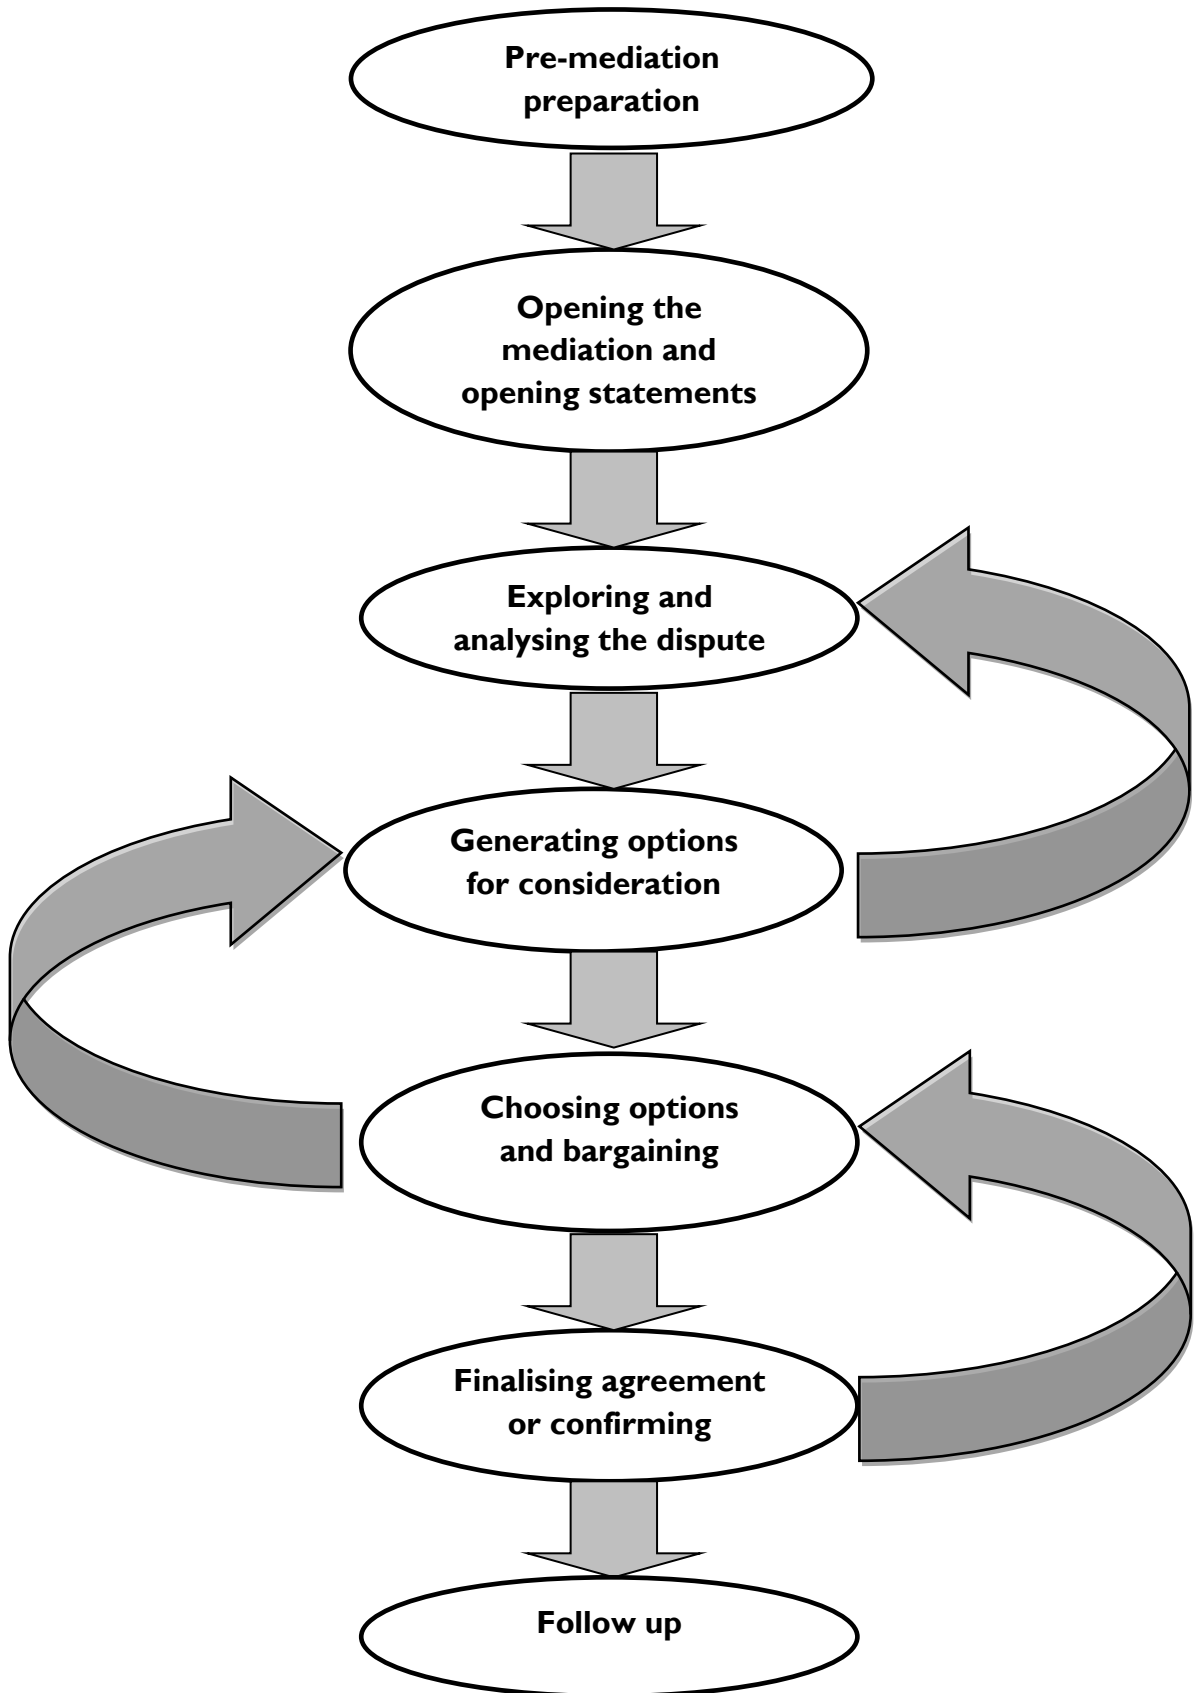 Pre-mediation
preparation
Opening the
mediation and
opening statements
Exploring and
analysing the dispute
Generating options
for consideration
Choosing options
and bargaining
Finalising agreement
or confirming
Follow up